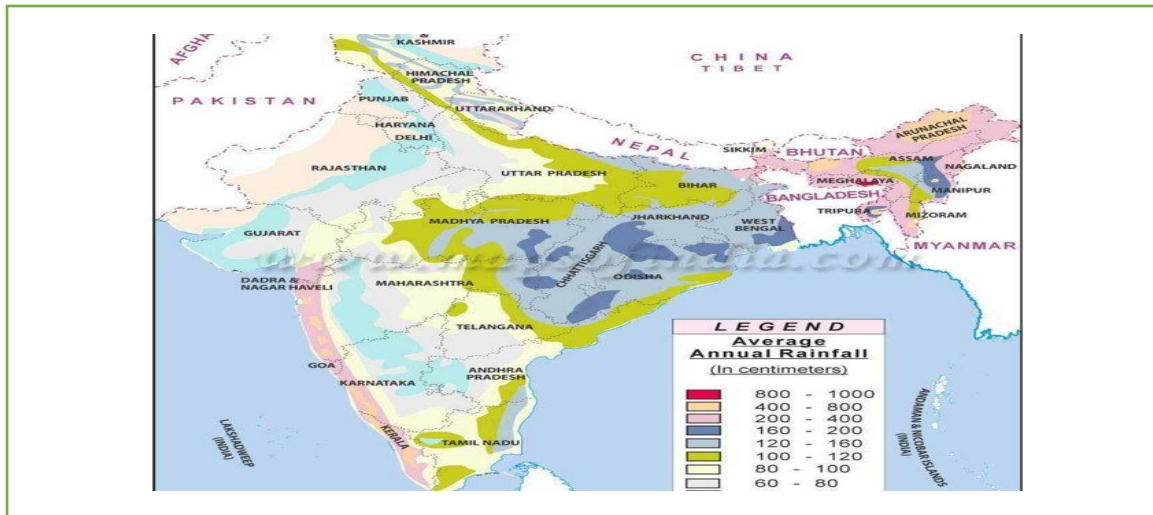 AFGHA
&
KASHMIR
CHINA
TIBET
HIMACHAL
PRADESH
PAKISTAN
PUNJAB
UTTARAKHAND
HARYANA
DELHI
ARUNACHAL
PRADESH
NEPAL
SIKKIM
BHUTAN
ASSAM
NAGALAND
RAJASTHAN
UTTAR PRADESH
BIHAR
MEGHALAYA
MANIPUR
BANGLADESH
MADHYA PRADESH
JHARKHAND
WEST
BENGAL
TRIPURA
MIZORAM
GUJARAT
MYANMAR
www.mapsofindia.com
CHHATTISGARH
ODISHA
DADRA &
NAGAR HAVELI
MAHARASHTRA
TELANGANA
GOA
KARNATAKA
ANDHRA
PRADESH
KERALA
TAMIL NADU
LAKSHADWEEP
(INDIA)
ANDAMAN & NICOBAR ISLANDS
(INDIA)
LEGEND
Average
Annual Rainfall
(In centimeters)
800 - 1000
400 - 800
200 - 400
160 - 200
120 - 160
100 - 120
80 - 100
60 - 80